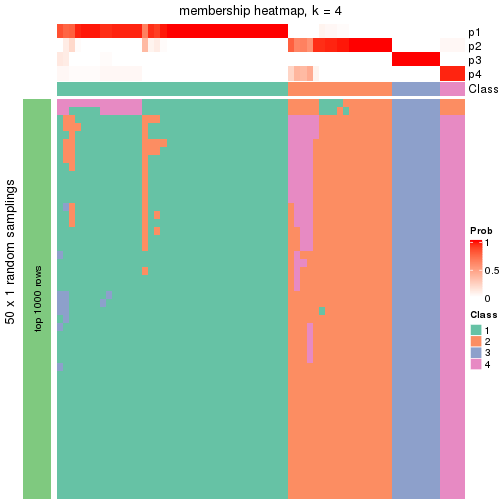 membership heatmap, k = 4
p1
p2
p3
p4
Class
50 x 1 random samplings
top 1000 rows
Prob
1
0.5
0
Class
1
2
3
4